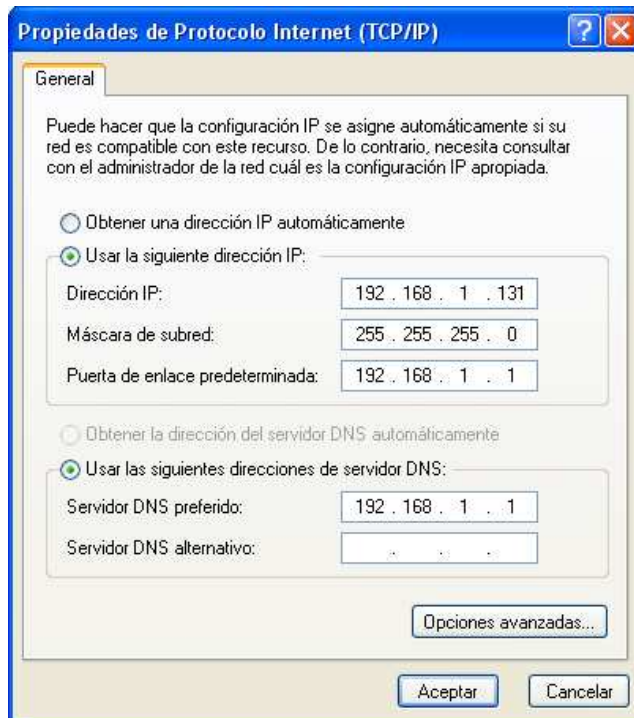 Propiedades de Protocolo Internet (TCP/IP)
General
Puede hacer que la configuración IP se asigne automáticamente si su
red es compatible con este recurso. De lo contrario, necesita consultar
con el administrador de la red cuál es la configuración IP apropiada.
Obtener una dirección IP automáticamente
Usar la siguiente dirección IP:
Dirección IP: 192 . 168 . 1 . 131
Máscara de subred: 255 . 255 . 255 . 0
Puerta de enlace predeterminada: 192 . 168 . 1 . 1
Obtener la dirección del servidor DNS automáticamente
Usar las siguientes direcciones de servidor DNS:
Servidor DNS preferido: 192 . 168 . 1 . 1
Servidor DNS alternativo: . . .
Opciones avanzadas...
Aceptar Cancelar